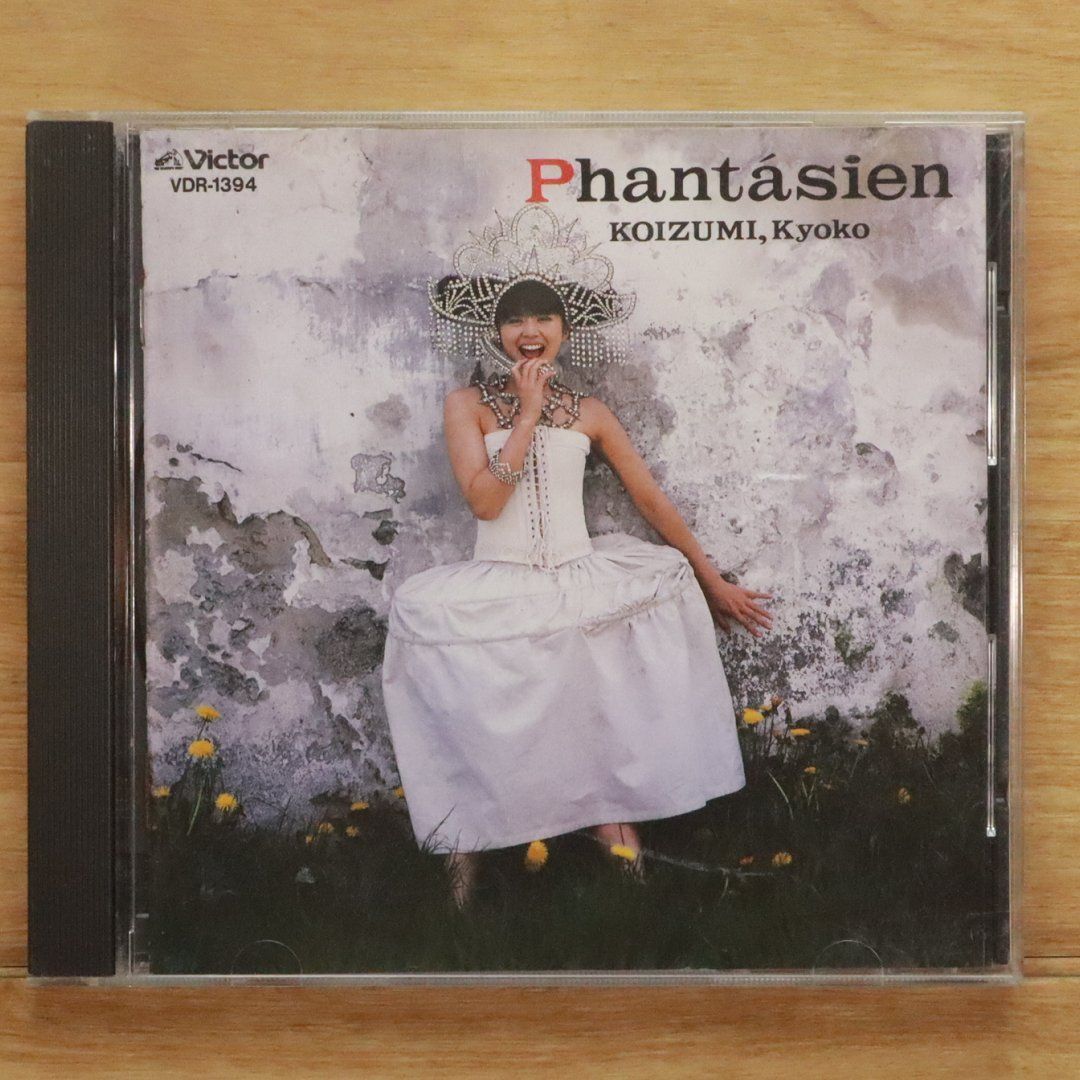 Victor
VDR-1394
Phantásien
KOIZUMI, Kyoko